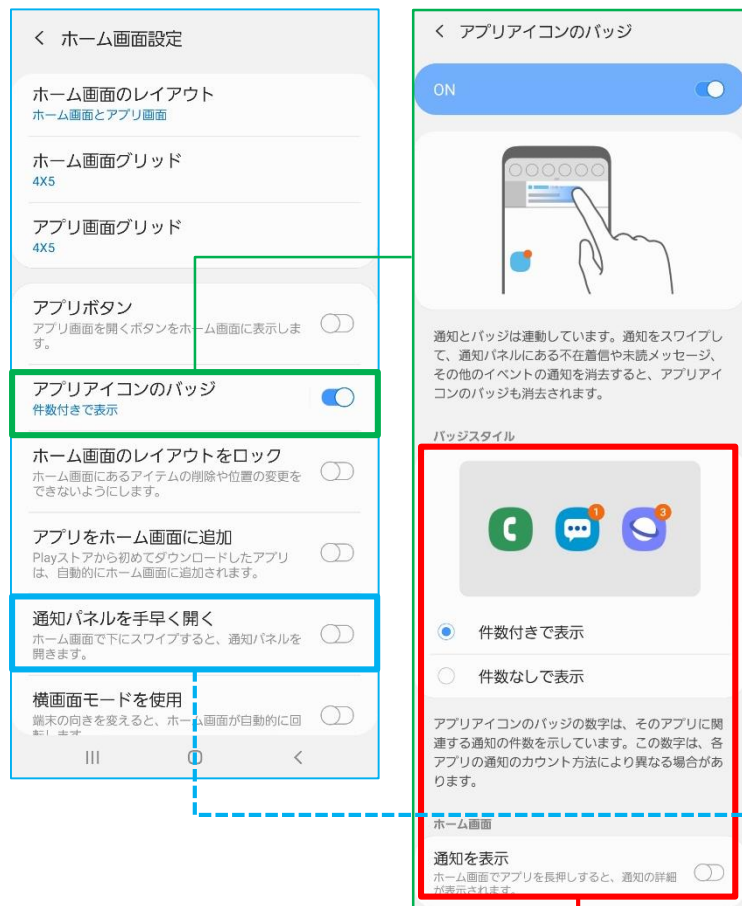 ホーム画面設定
ホーム画面のレイアウト
ホーム画面とアプリ画面
ホーム画面グリッド
4X5
アプリ画面グリッド
4X5
アプリボタン
アプリ画面を開くボタンをホーム画面に表示しま
す。
アプリアイコンのバッジ
件数付きで表示
ホーム画面のレイアウトをロック
ホーム画面にあるアイテムの削除や位置の変更を
できないようにします。
アプリをホーム画面に追加
Playストアから初めてダウンロードしたアプリ
は、自動的にホーム画面に追加されます。
通知パネルを手早く開く
ホーム画面で下にスワイプすると、通知パネルを
開きます。
横画面モードを使用
端末の向きを変えると、ホーム画面が自動的に回
転します。
アプリアイコンのバッジ
ON
通知とバッジは連動しています。通知をスワイプし
て、通知パネルにある不在着信や未読メッセージ、
その他のイベントの通知を消去すると、アプリアイ
コンのバッジも消去されます。
バッジスタイル
1
3
件数付きで表示
件数なしで表示
アプリアイコンのバッジの数字は、そのアプリに関
連する通知の件数を示しています。この数字は、各
アプリの通知のカウント方法により異なる場合があ
ります。
ホーム画面
通知を表示
ホーム画面でアプリを長押しすると、通知の詳細
が表示されます。